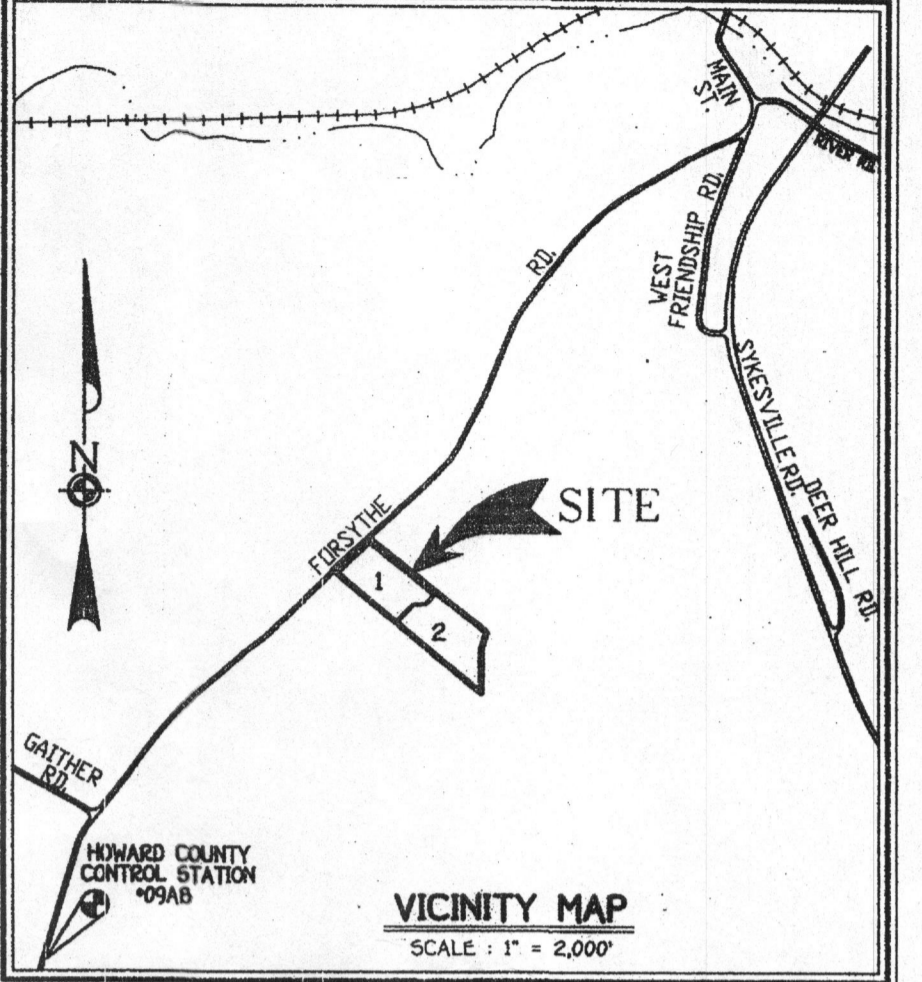 MAIN
ST.
RIVER RD.
RD.
WEST
FRIENDSHIP RD.
SYKESVILLE RD.
DEER HILL RD.
N
SITE
FORSYTHE
1
2
GAITHER
RD.
HOWARD COUNTY
CONTROL STATION
*09AB
VICINITY MAP
SCALE : 1" = 2,000'